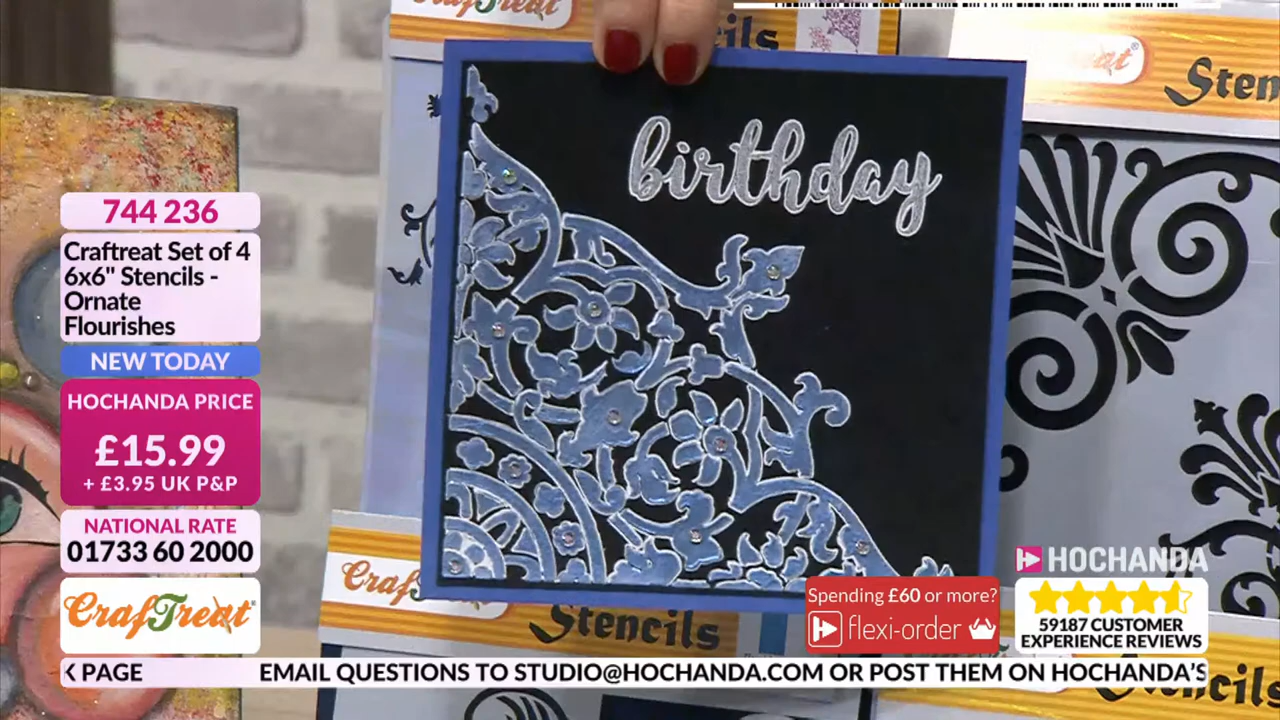 CrafTreat
cils
Stencils
birthday
744 236
Craftreat Set of 4
6x6" Stencils -
Ornate
Flourishes
NEW TODAY
HOCHANDA PRICE
£15.99
+ £3.95 UK P&P
NATIONAL RATE
01733 60 2000
CrafTreat
Stencils
HOCHANDA
Spending £60 or more?
flexi-order
59187 CUSTOMER
EXPERIENCE REVIEWS
K PAGE EMAIL QUESTIONS TO STUDIO@HOCHANDA.COM OR POST THEM ON HOCHANDA'S
Stencils